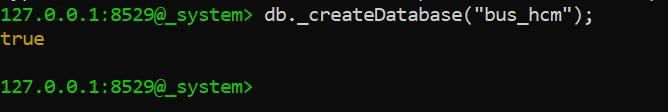 127.0.0.1:8529@_system> db._createDatabase("bus_hcm");
true
127.0.0.1:8529@_system>